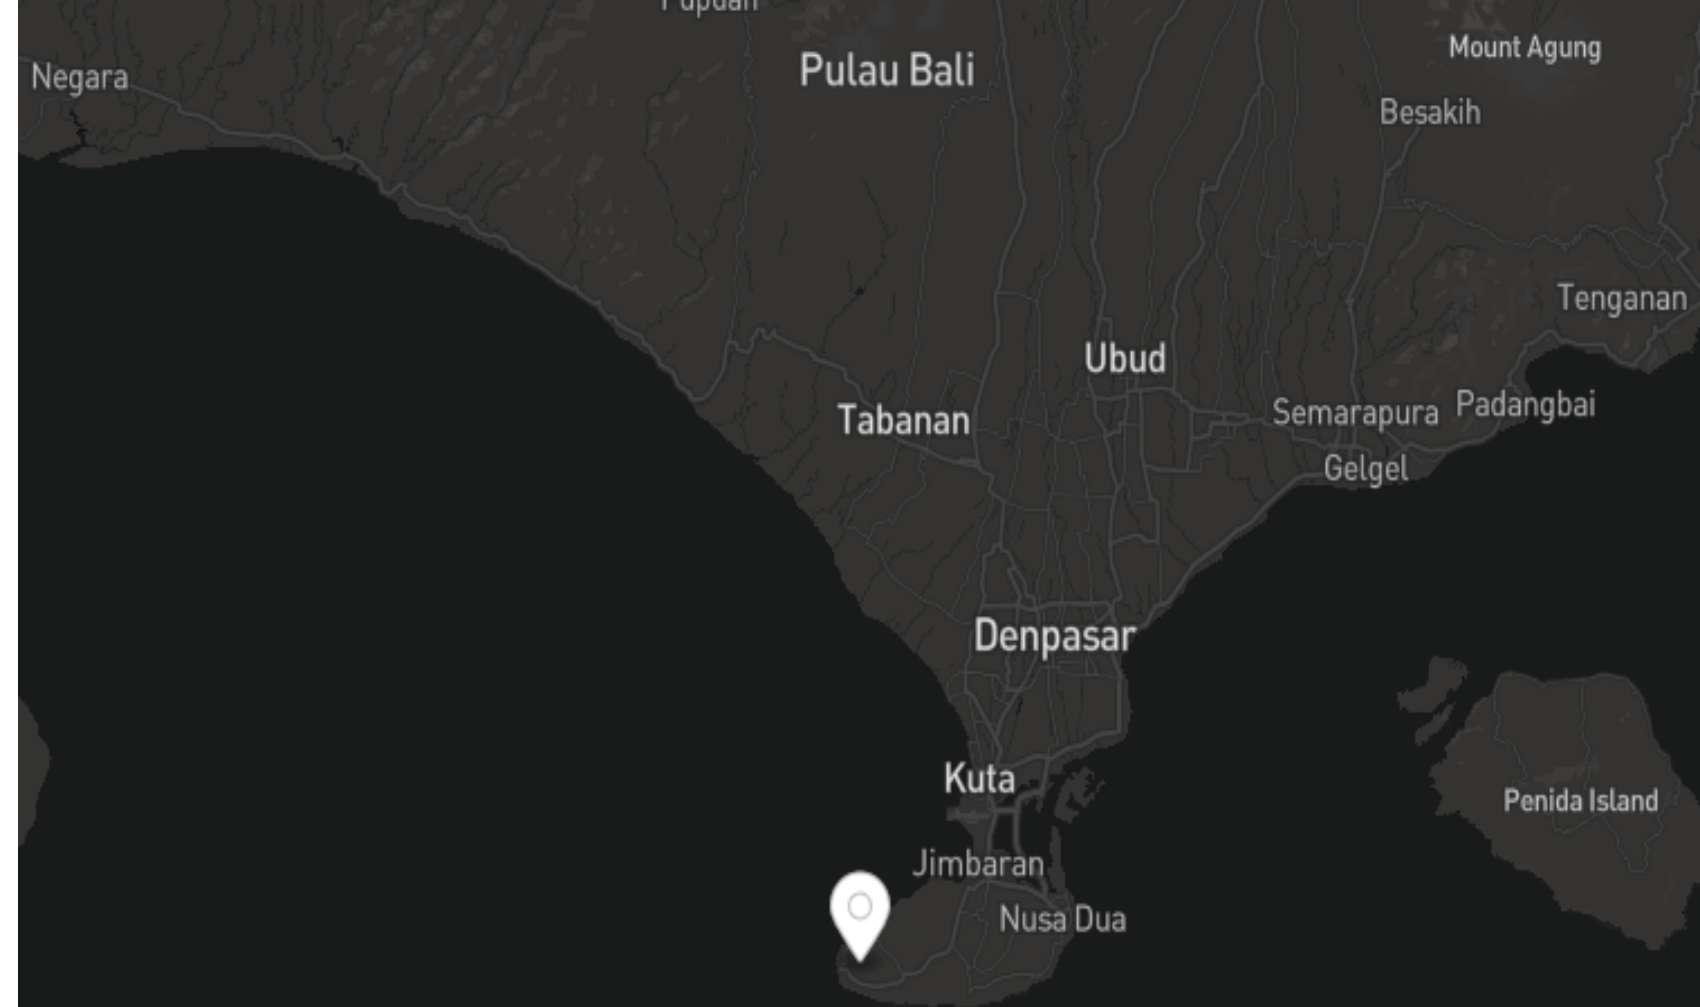 Pupuan
Negara
Pulau Bali
Mount Agung
Besakih
Tenganan
Ubud
Tabanan
Semarapura
Padangbai
Gelgel
Denpasar
Kuta
Penida Island
Jimbaran
Nusa Dua